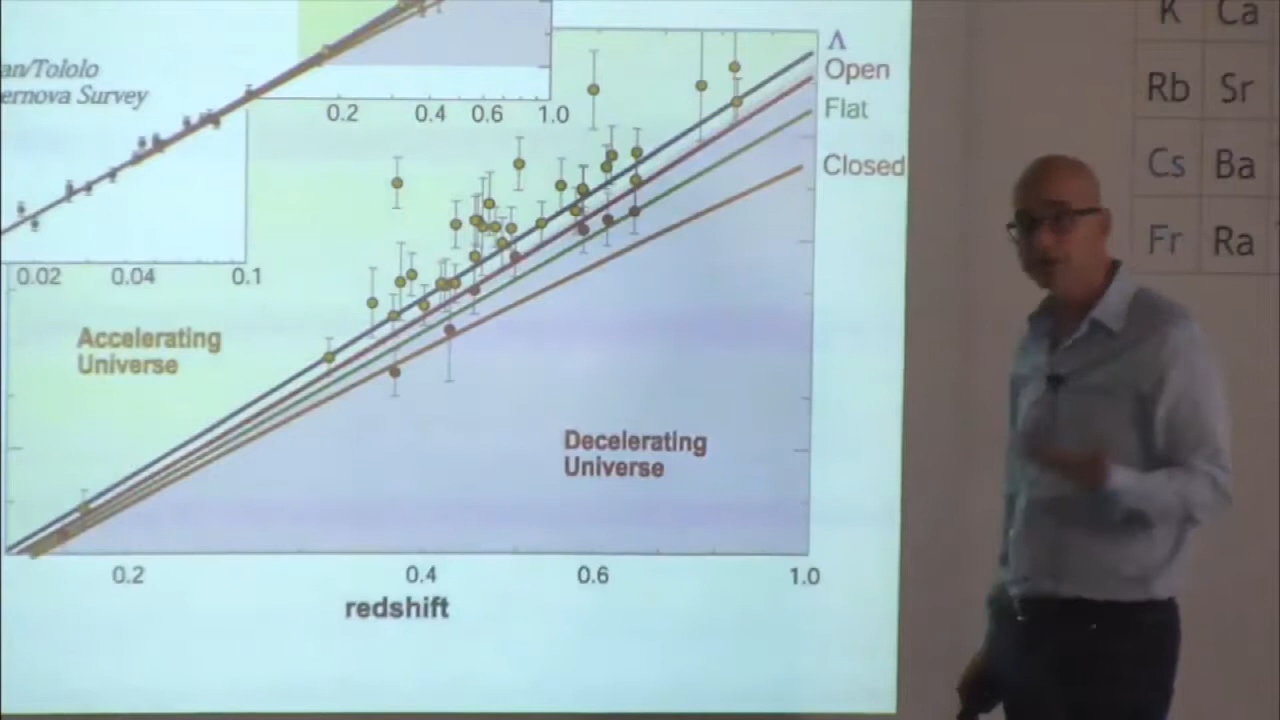 an/Tololo
ernova Survey
0.2 0.4 0.6 1.0
0.02 0.04 0.1
Λ
Open
Flat
Closed
Accelerating
Universe
Decelerating
Universe
0.2 0.4 0.6 1.0
redshift
K Ca
Rb Sr
Cs Ba
Fr Ra